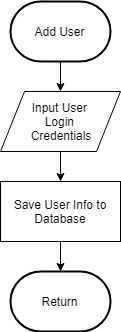 Add User
Input User
Login
Credentials
Save User Info to
Database
Return